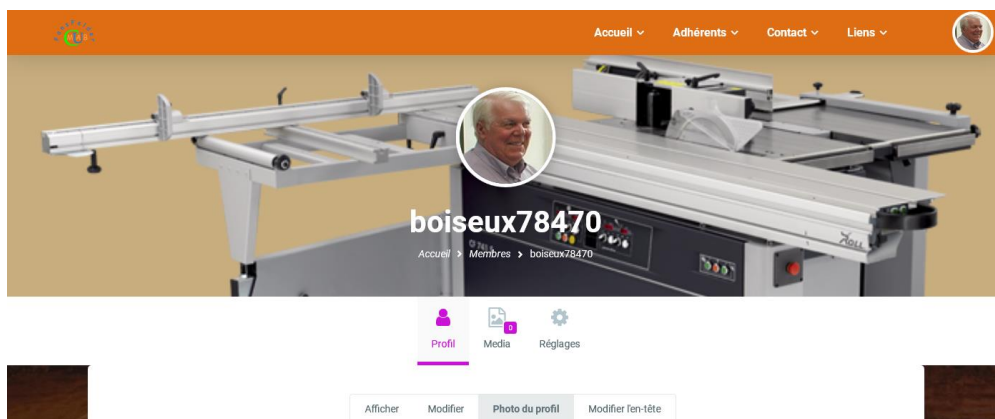 Accueil Adhérents Contact Liens
boiseux78470
Accueil > Membres > boiseux78470
0
Profil Media Réglages
Afficher Modifier Photo du profil Modifier l'en-tête